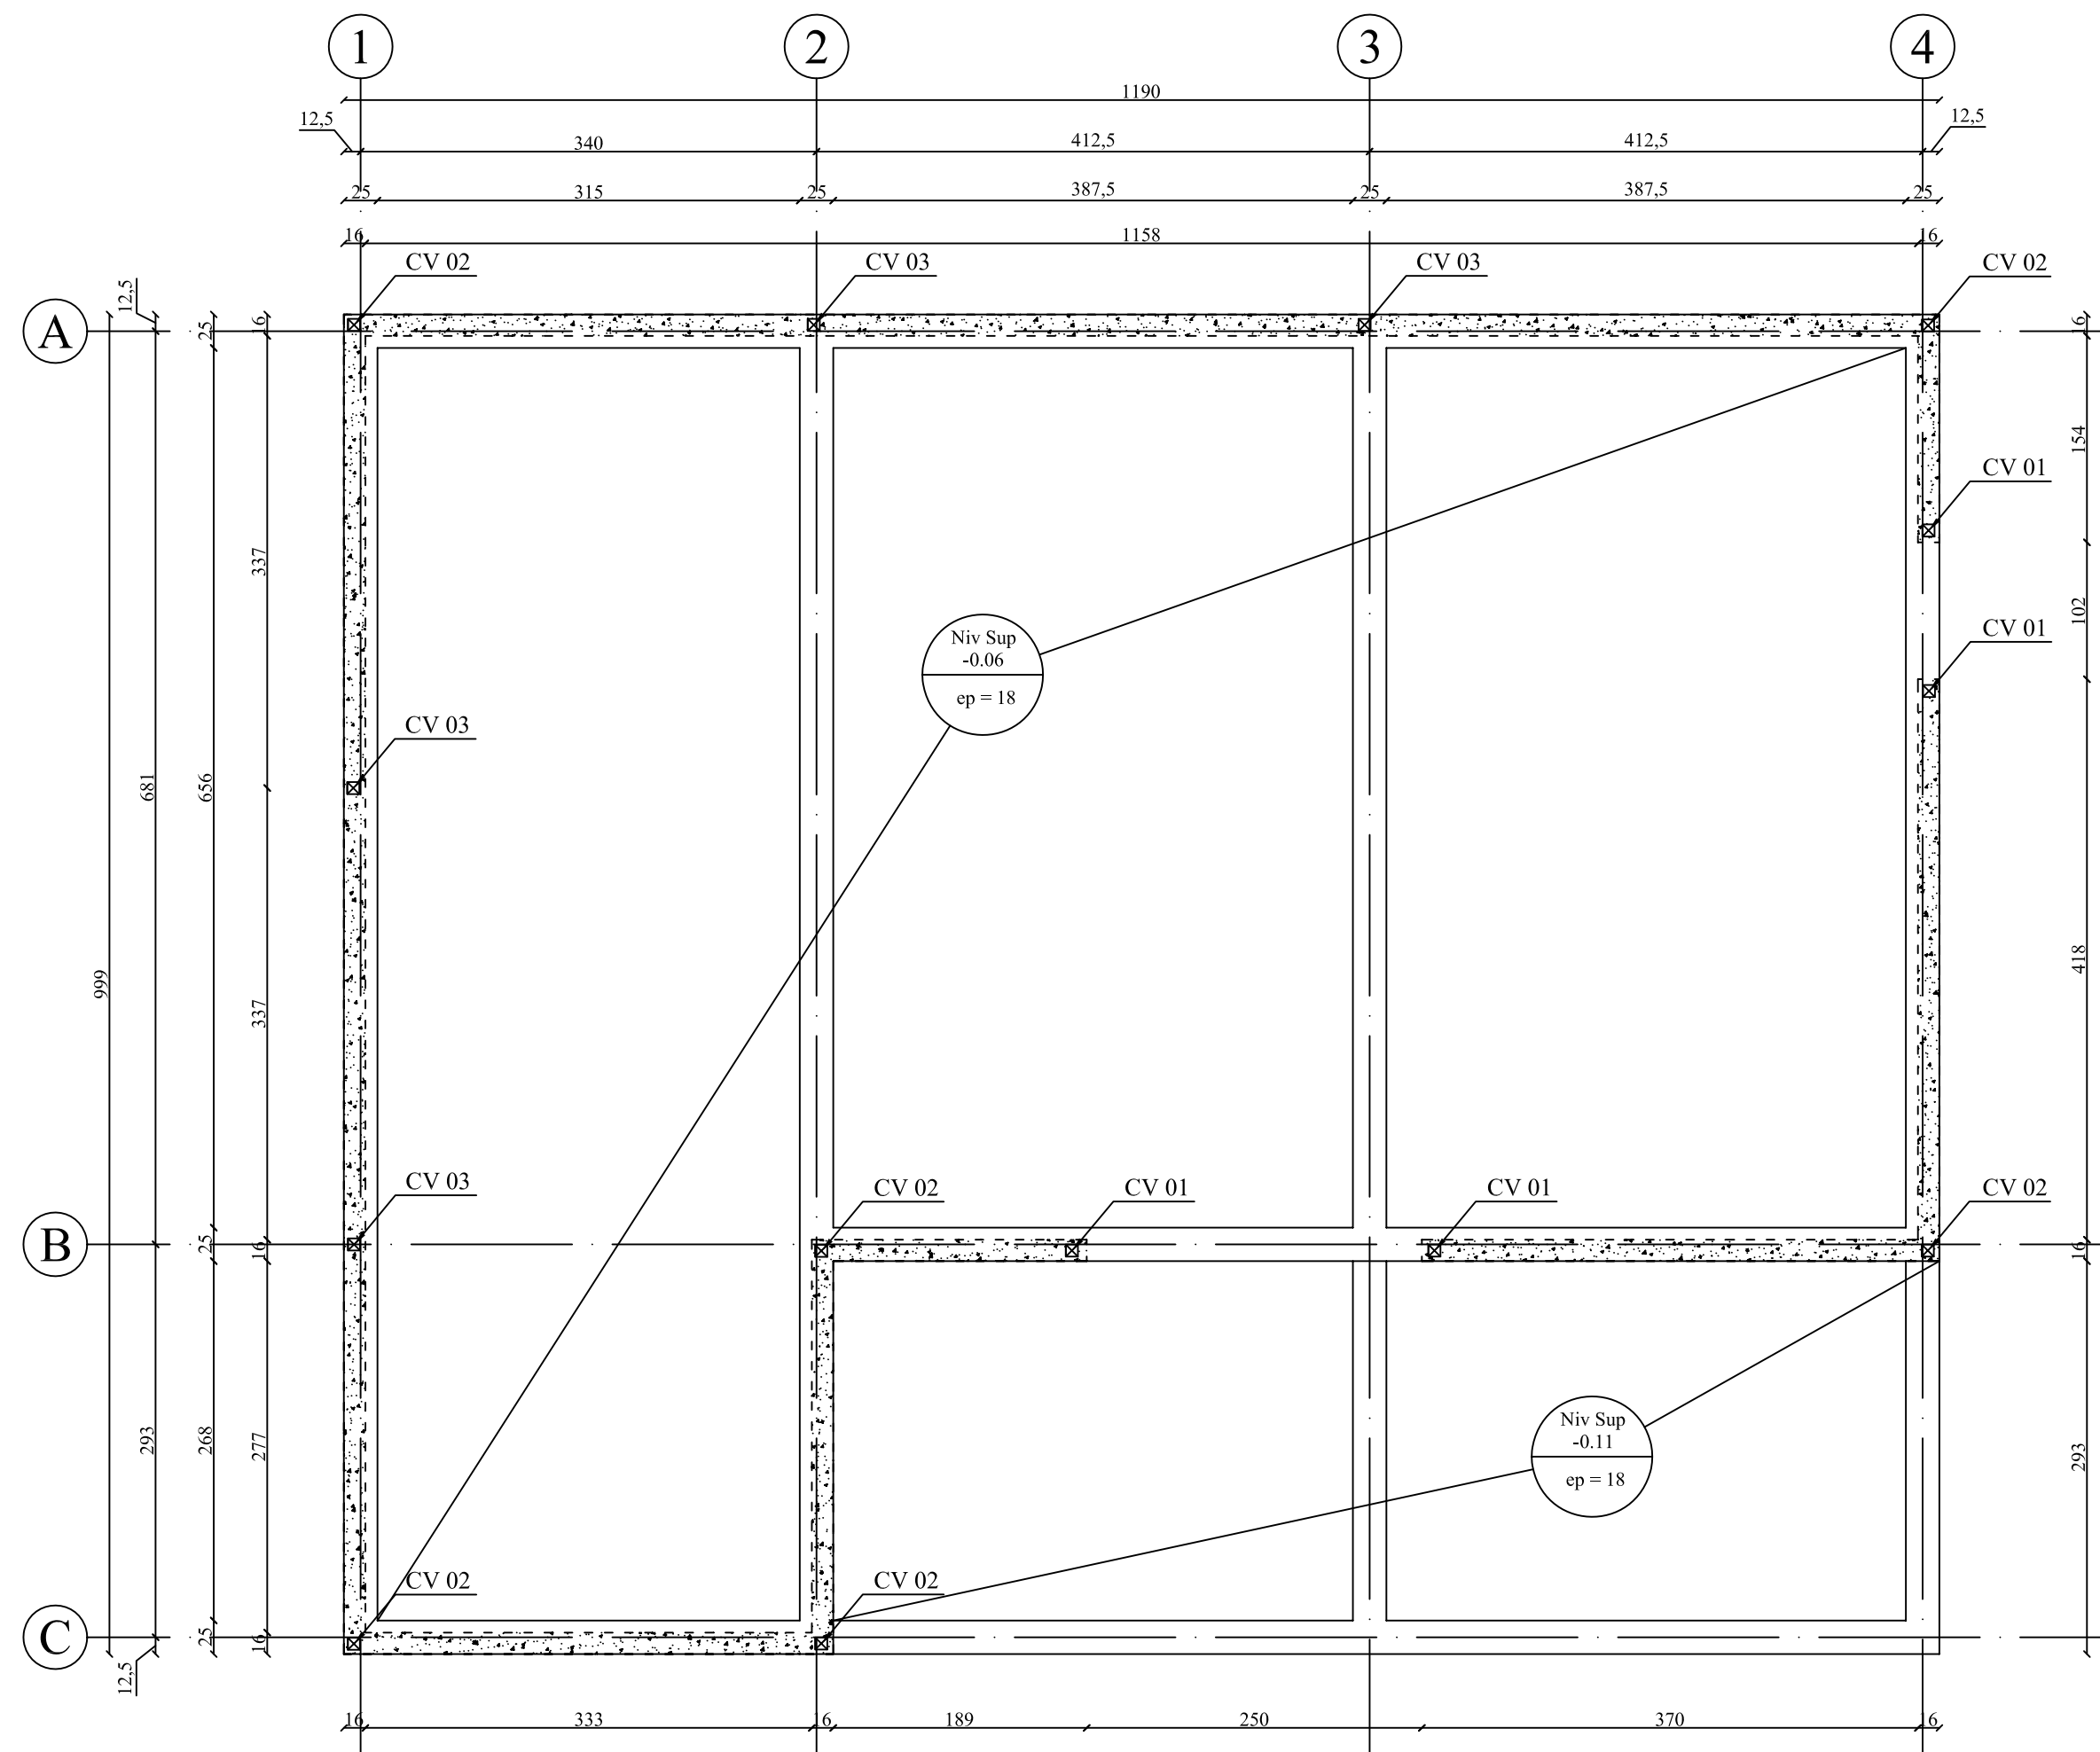 1 2 3 4
1190
12,5 12,5
340 412,5 412,5
25 315 25 387,5 25 387,5 25
16 1158 16
CV 02 CV 03 CV 03 CV 02
12,5
A 25 16 16
154
CV 01
337
102
Niv Sup
-0.06
ep = 18
CV 01
CV 03
681 656
999 337 418
CV 03 CV 02 CV 01 CV 01 CV 02
B 25 16 16
Niv Sup
-0.11
ep = 18
293 268 277 293
CV 02 CV 02
C 25 16
12,5
16 333 16 189 250 370 16